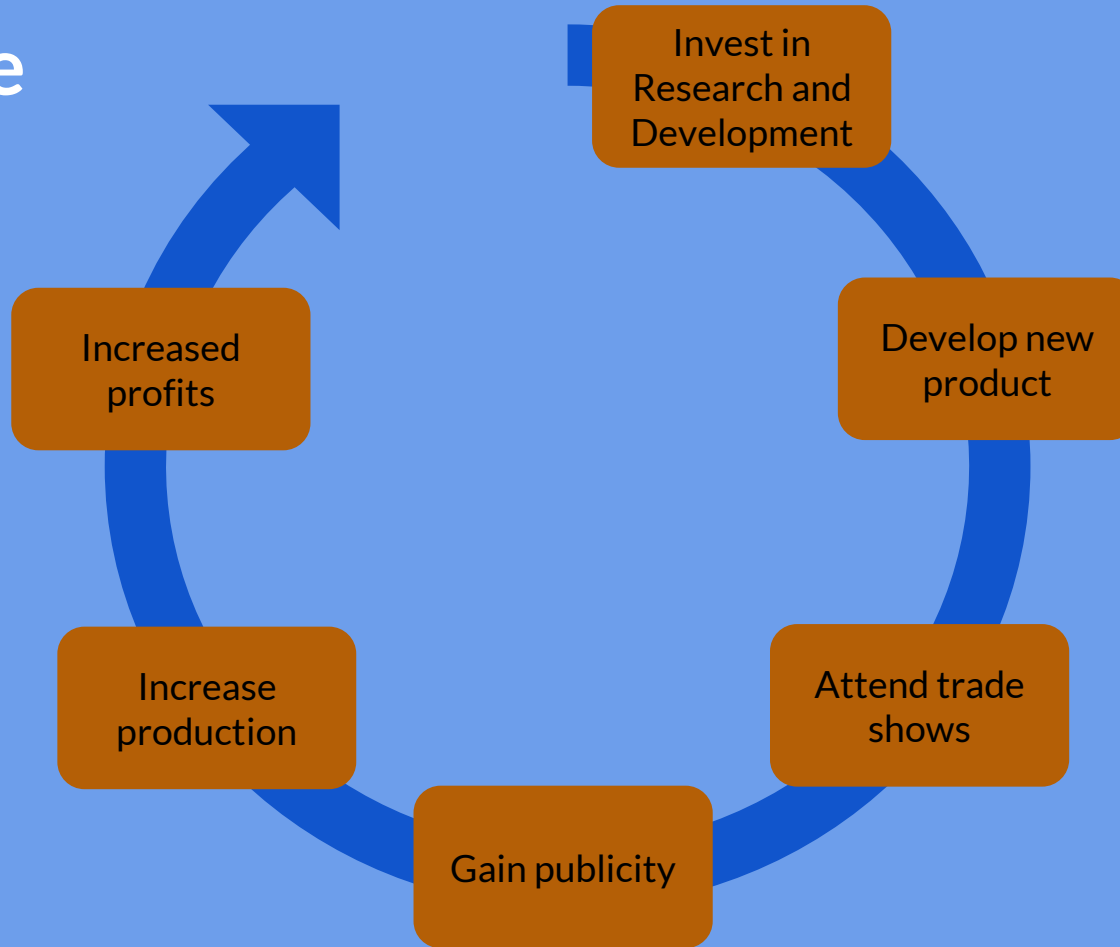 e
Invest in
Research and
Development
Develop new
product
Attend trade
shows
Gain publicity
Increase
production
Increased
profits